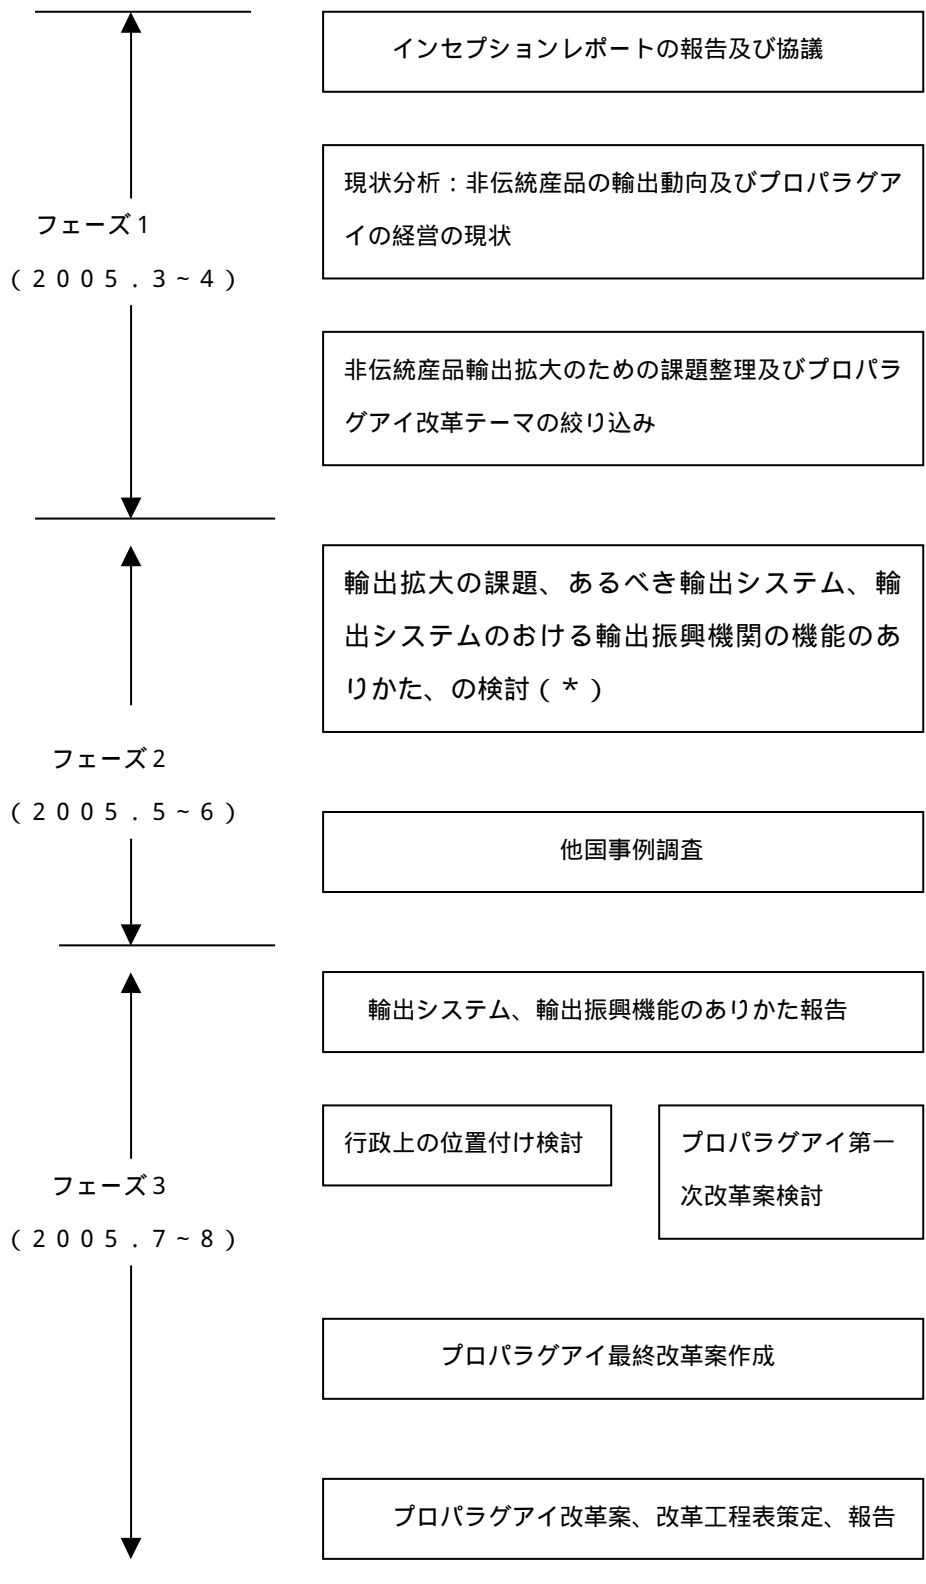 インセプションレポートの報告及び協議
現状分析：非伝統産品の輸出動向及びプロパラグア
イの経営の現状
フェーズ1
(2005.3~4)
非伝統産品輸出拡大のための課題整理及びプロパラ
グアイ改革テーマの絞り込み
輸出拡大の課題、あるべき輸出システム、輸
出システムのおける輸出振興機関の機能のあ
りかた、の検討(*)
フェーズ2
(2005.5~6)
他国事例調査
輸出システム、輸出振興機能のありかた報告
行政上の位置付け検討
プロパラグアイ第一
次改革案検討
フェーズ3
(2005.7~8)
プロパラグアイ最終改革案作成
プロパラグアイ改革案、改革工程表策定、報告